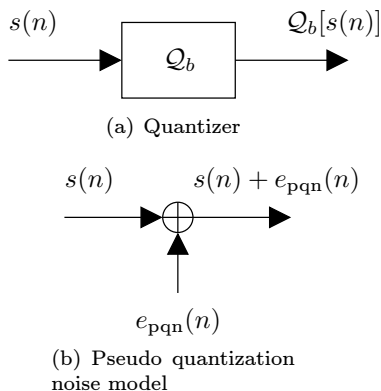 s(n) 𝒬_b[s(n)]
𝒬_b
(a) Quantizer
s(n) s(n) + e_pqn(n)
e_pqn(n)
(b) Pseudo quantization
noise model